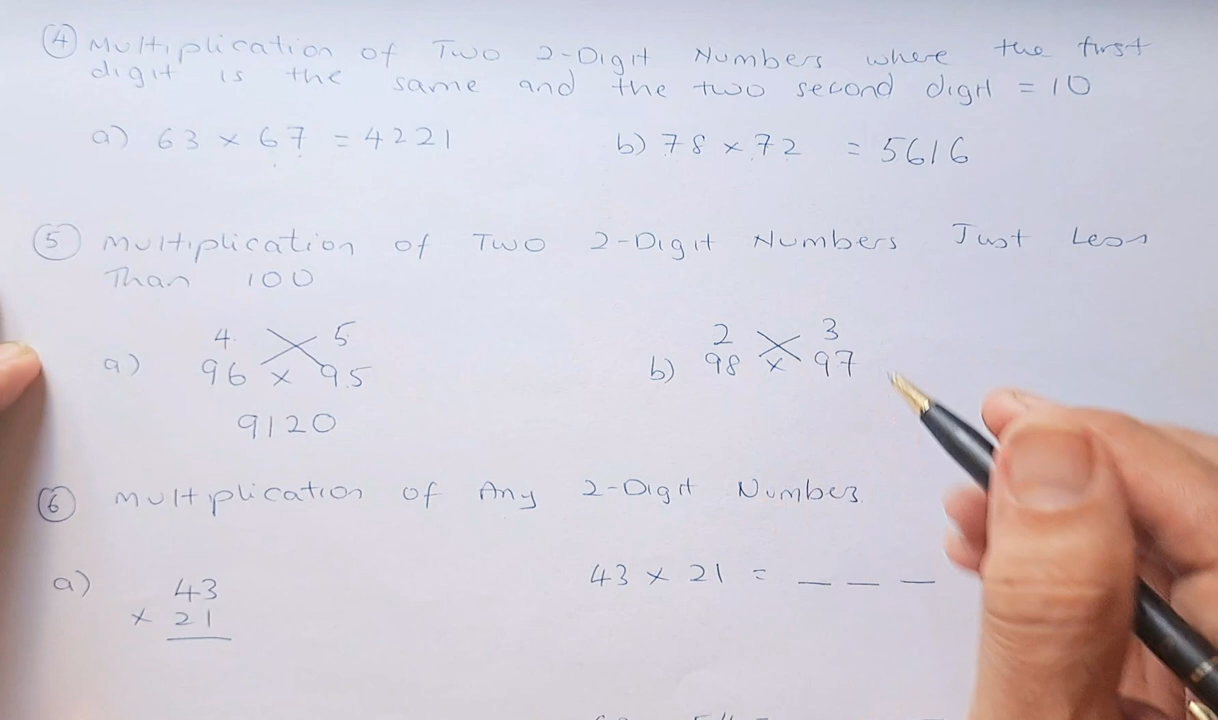 ④ Multiplication of Two 2-Digit Numbers where the first
digit is the same and the two second digit = 10
a) 63 × 67 = 4221
b) 78 × 72 = 5616
⑤ Multiplication of Two 2-Digit Numbers Just Less
Than 100
4 5
a) 96 × 95
9120
2 3
b) 98 × 97
⑥ Multiplication of Any 2-Digit Number.
a) 43
× 21
43 × 21 = _ _ _